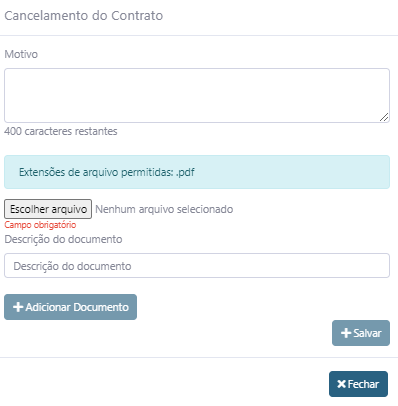 Cancelamento do Contrato
Motivo
400 caracteres restantes
Extensões de arquivo permitidas: .pdf
Escolher arquivo Nenhum arquivo selecionado
Campo obrigatório
Descrição do documento
Descrição do documento
Adicionar Documento
Salvar
Fechar